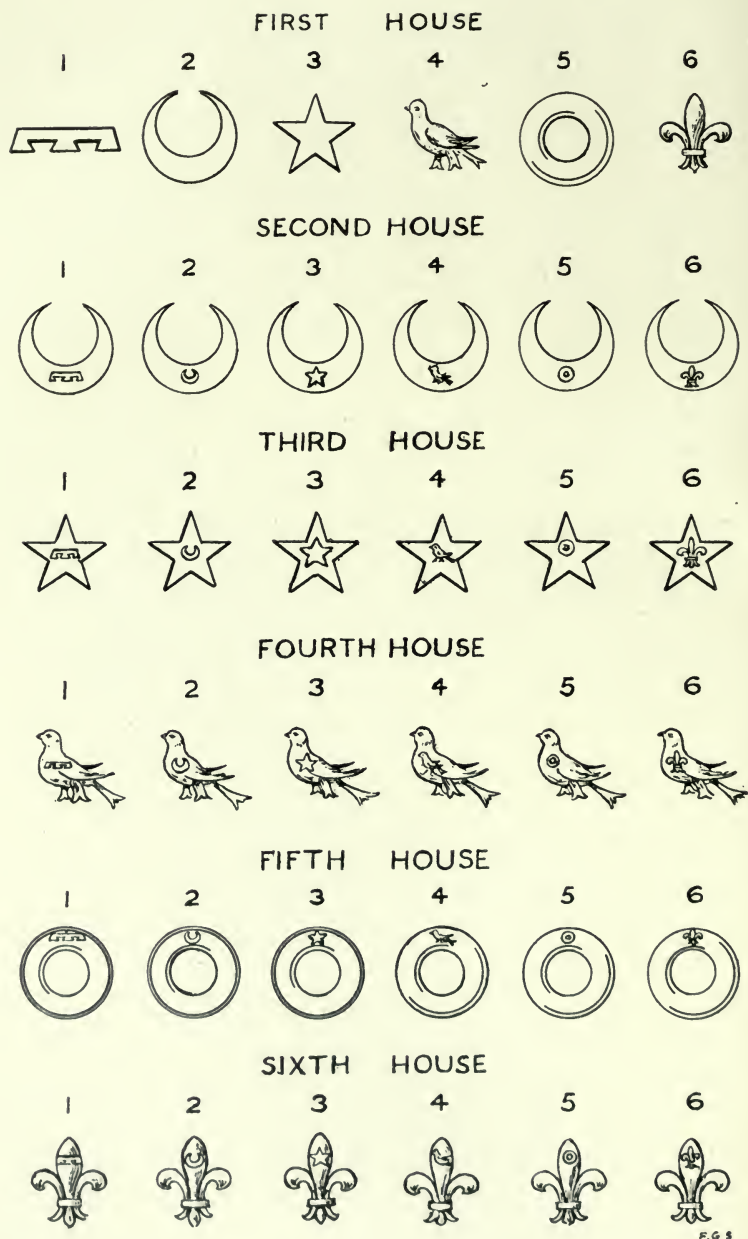 FIRST HOUSE
1 2 3 4 5 6
SECOND HOUSE
1 2 3 4 5 6
THIRD HOUSE
1 2 3 4 5 6
FOURTH HOUSE
1 2 3 4 5 6
FIFTH HOUSE
1 2 3 4 5 6
SIXTH HOUSE
1 2 3 4 5 6
F.G.S